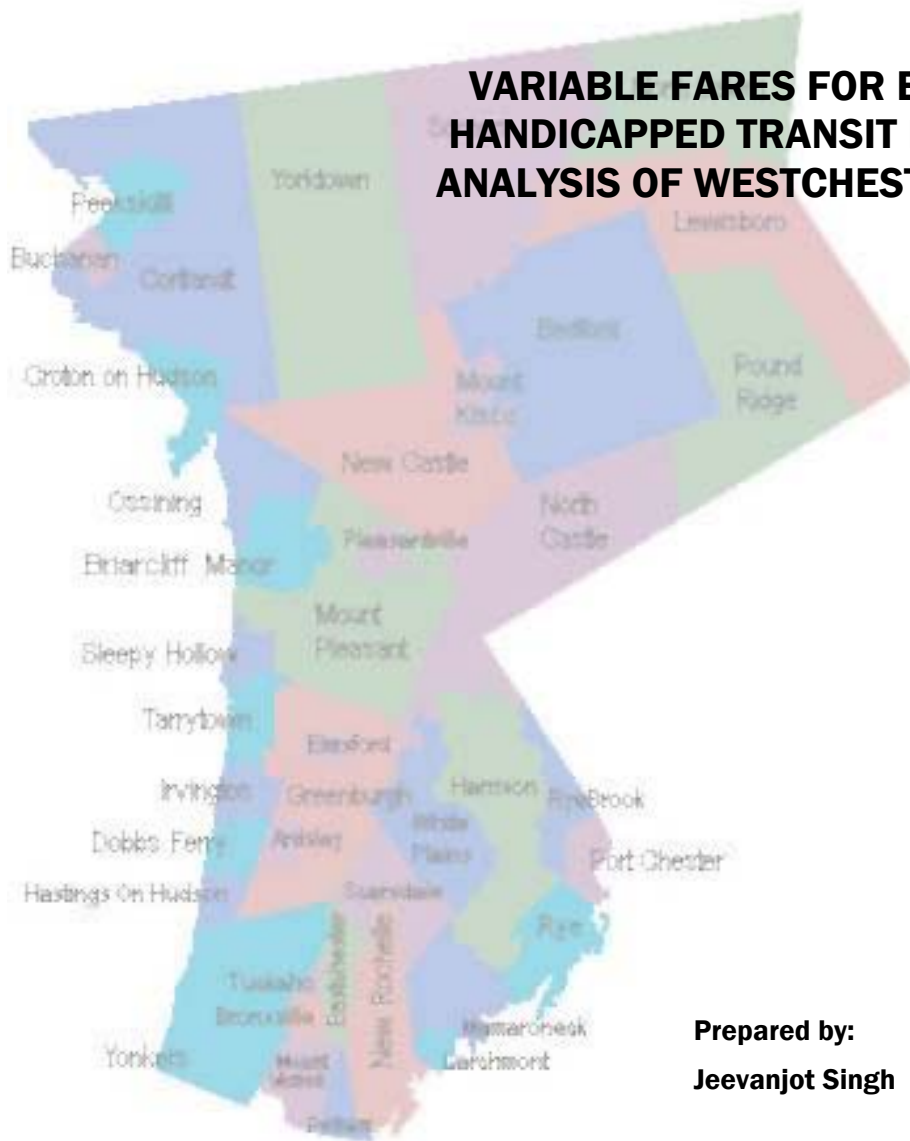 VARIABLE FARES FOR E
HANDICAPPED TRANSIT
ANALYSIS OF WESTCHEST
Yorktown
Peekskill
Lewisboro
Buchanan
Cortlandt
Bedford
Croton on Hudson
Pound
Ridge
Mount
Kisco
New Castle
Ossining
North
Castle
Pleasantville
Briarcliff Manor
Mount
Pleasant
Sleepy Hollow
Tarrytown
Elmsford
Irvington
Greenburgh
Harrison
Rye Brook
White
Plains
Dobbs Ferry
Ardsley
Port Chester
Hastings On Hudson
Scarsdale
Rye
Eastchester
New Rochelle
Tuckaho
Bronxville
Mamaroneck
Yonkers
Larchmont
Mount
Pelham
Prepared by:
Jeevanjot Singh